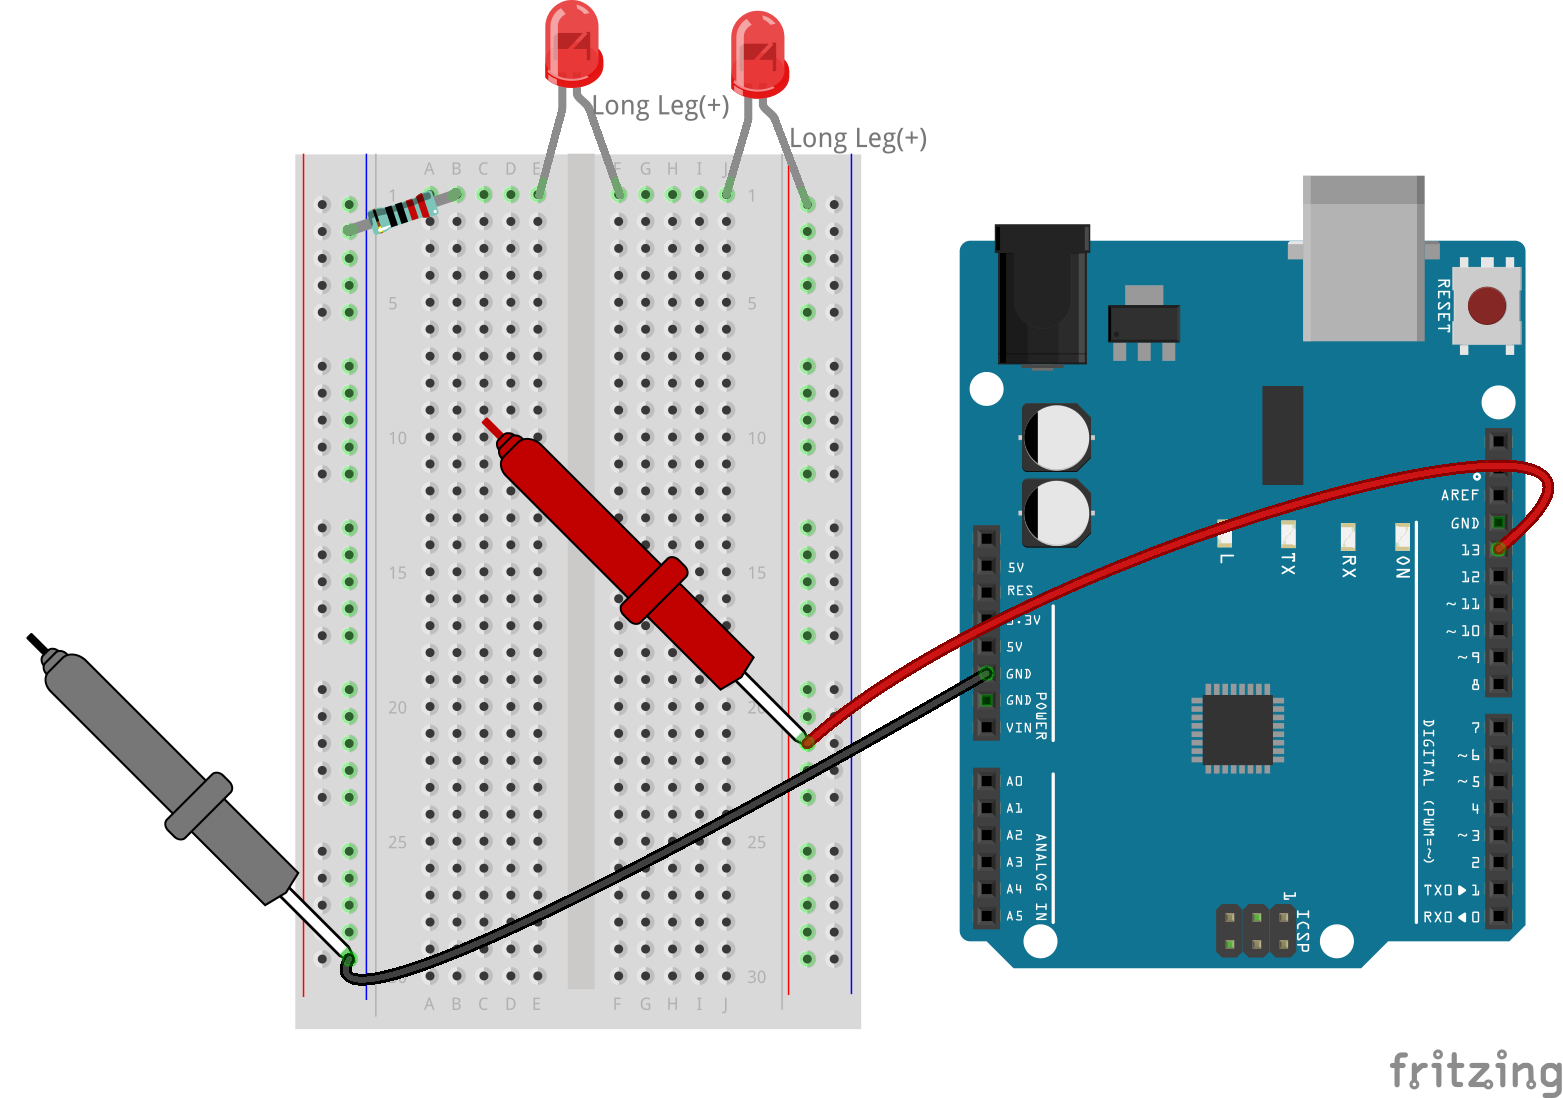 Long Leg(+)
Long Leg(+)
A B C D E F G H I J
1 1
5 5
10 10
15 15
20 20
25 25
30 30
A B C D E F G H I J
RESET
AREF
GND
13
12
~11
~10
~9
8
7
~6
~5
4
~3
2
TX0▶1
RX0◀0
DIGITAL (PWM=~)
L
TX
RX
ON
5V
RES
3.3V
5V
GND
GND
VIN
POWER
A0
A1
A2
A3
A4
A5
ANALOG IN
1
ICSP
fritzing